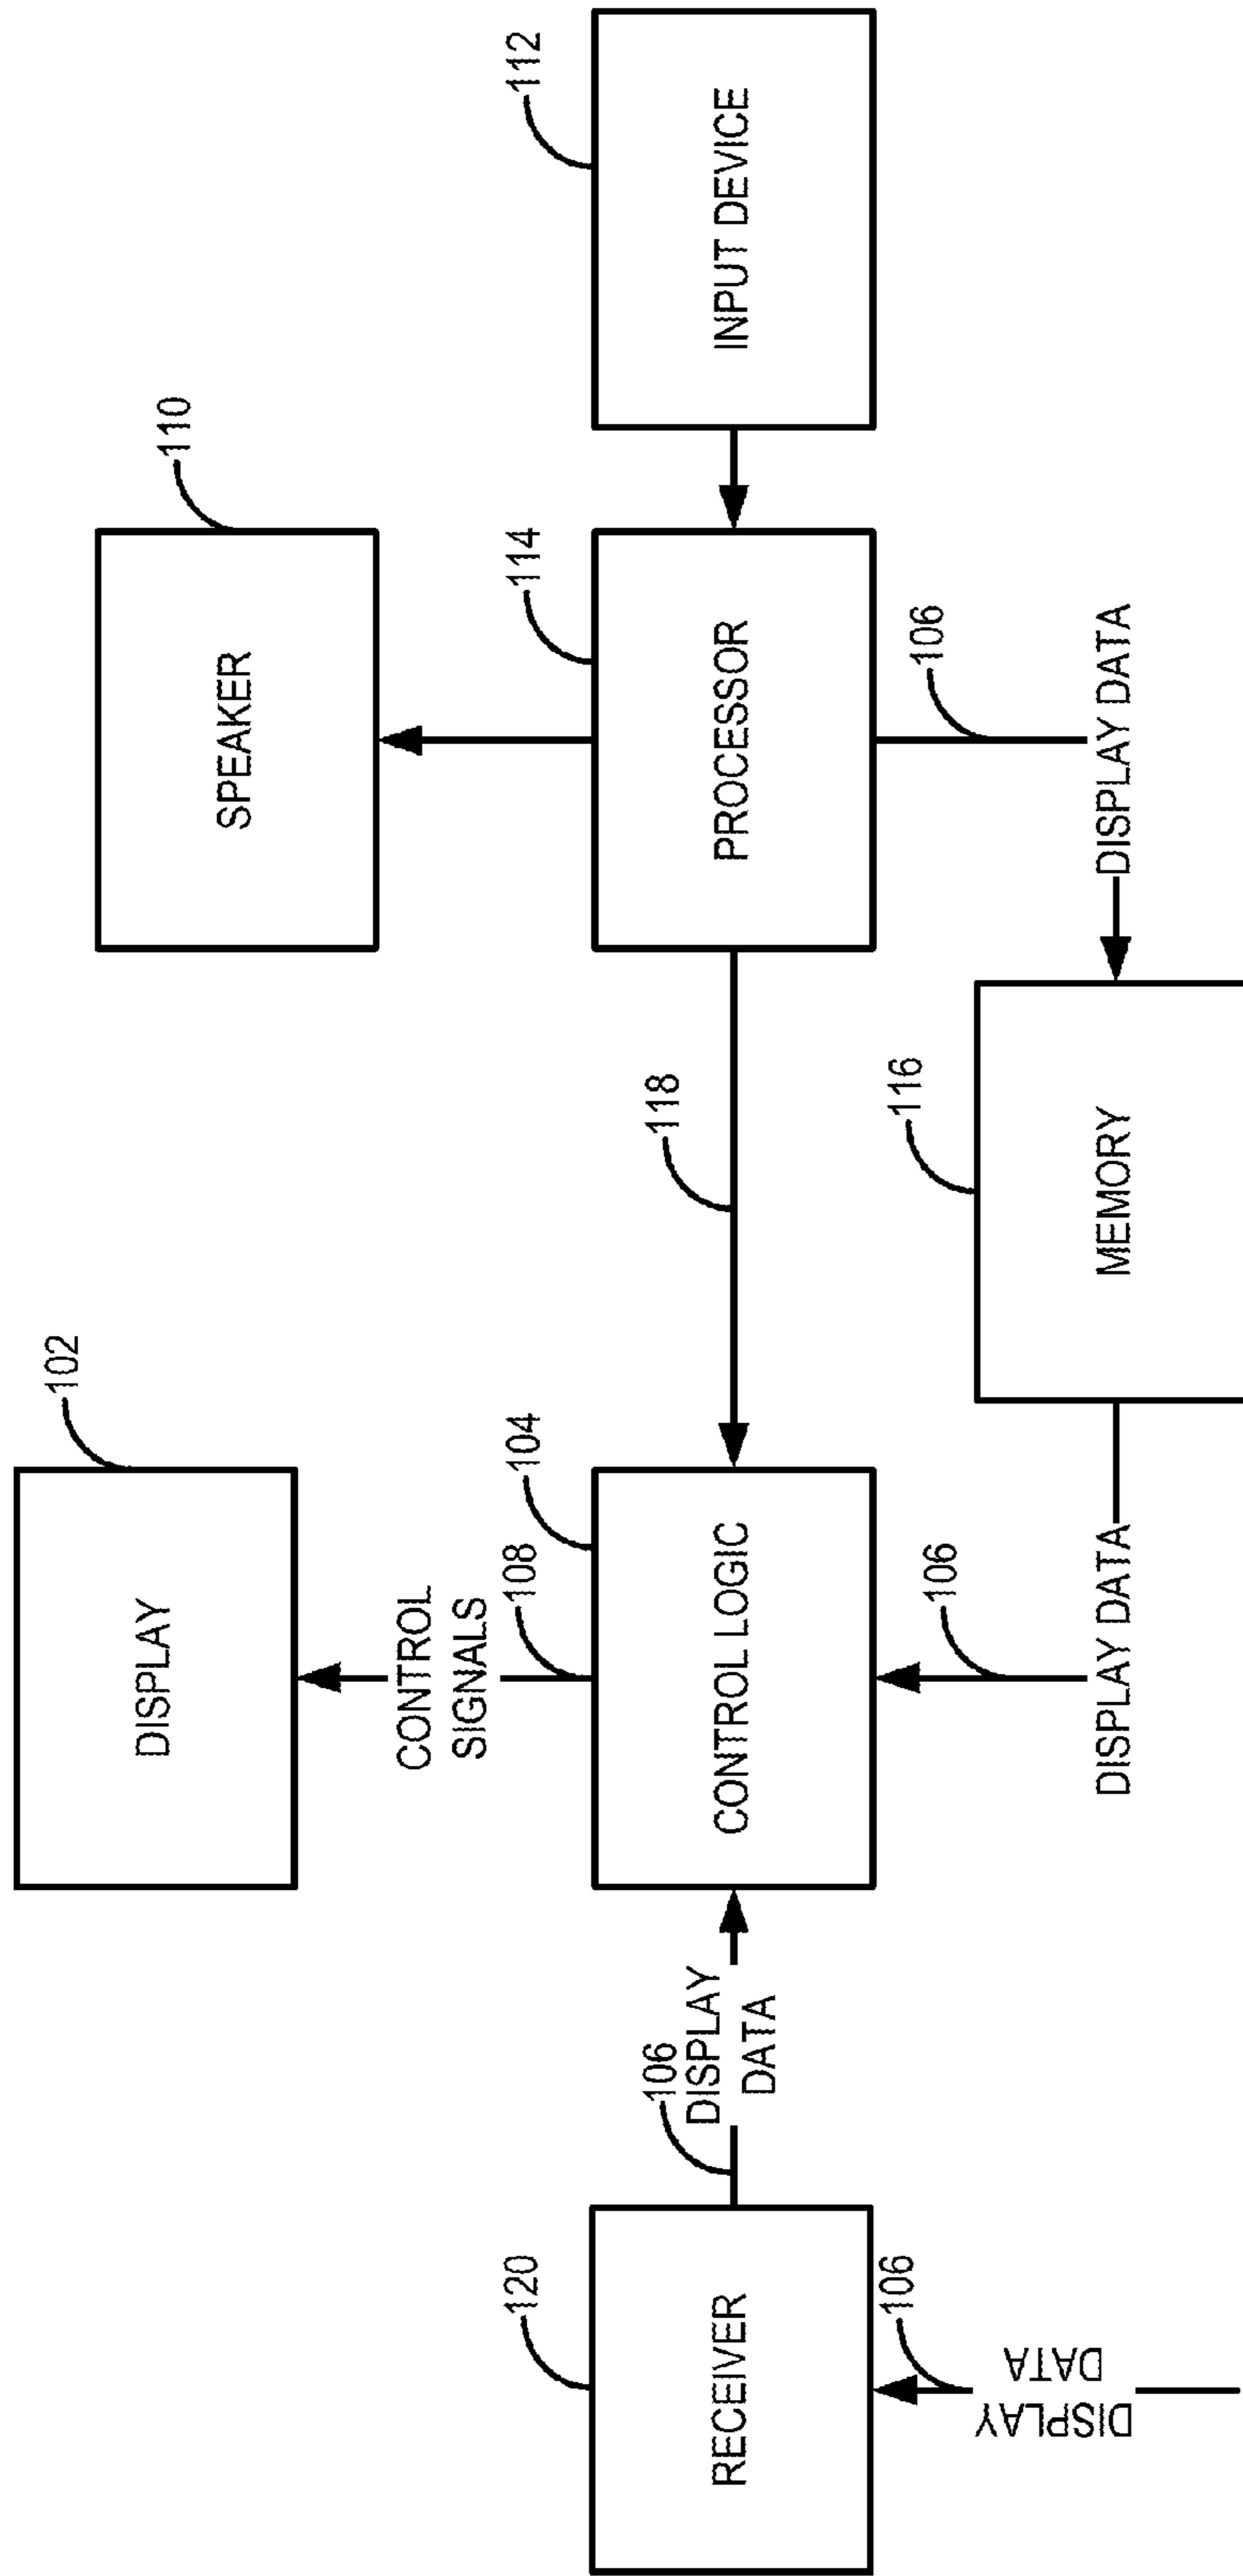 102
DISPLAY
110
SPEAKER
CONTROL
SIGNALS
108
104
114
112
120
RECEIVER
106
DISPLAY
DATA
CONTROL LOGIC
118
PROCESSOR
INPUT DEVICE
106
DISPLAY
DATA
106
DISPLAY DATA
116
MEMORY
106
DISPLAY DATA